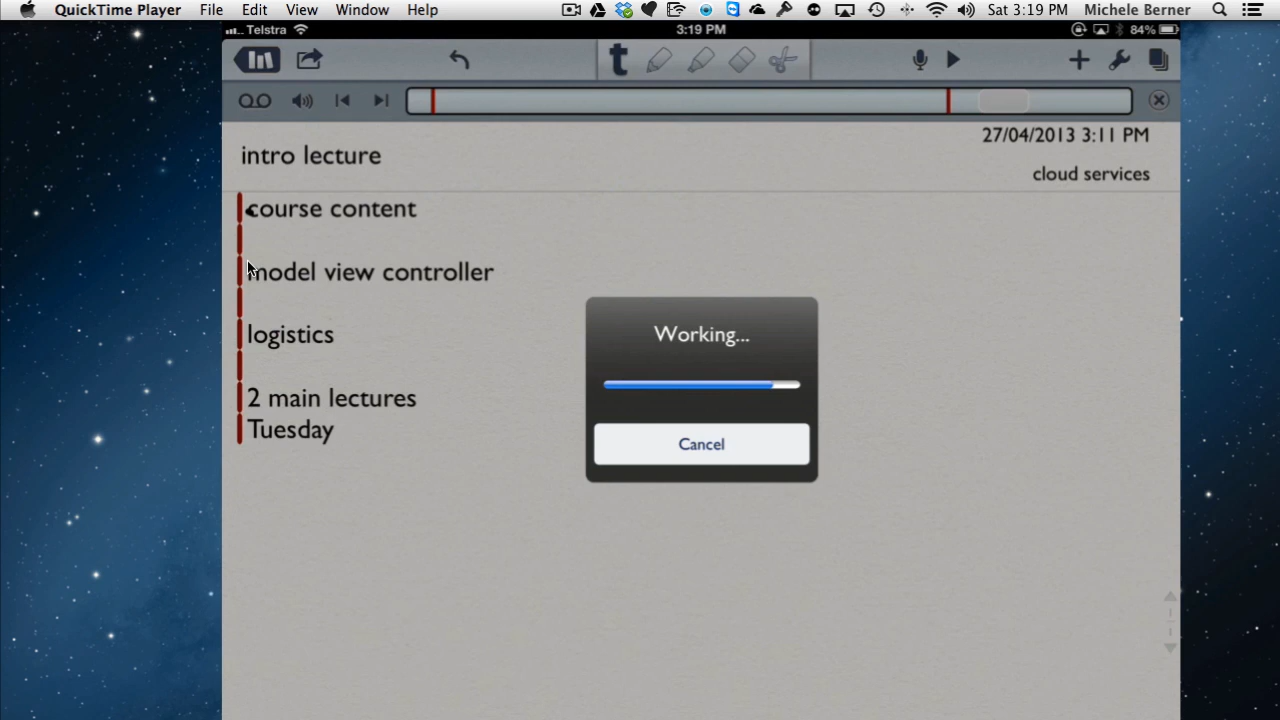 QuickTime Player File Edit View Window Help Sat 3:19 PM Michele Berner
Telstra 3:19 PM 84%
t
27/04/2013 3:11 PM
intro lecture
cloud services
course content
model view controller
logistics
2 main lectures
Tuesday
Working...
Cancel